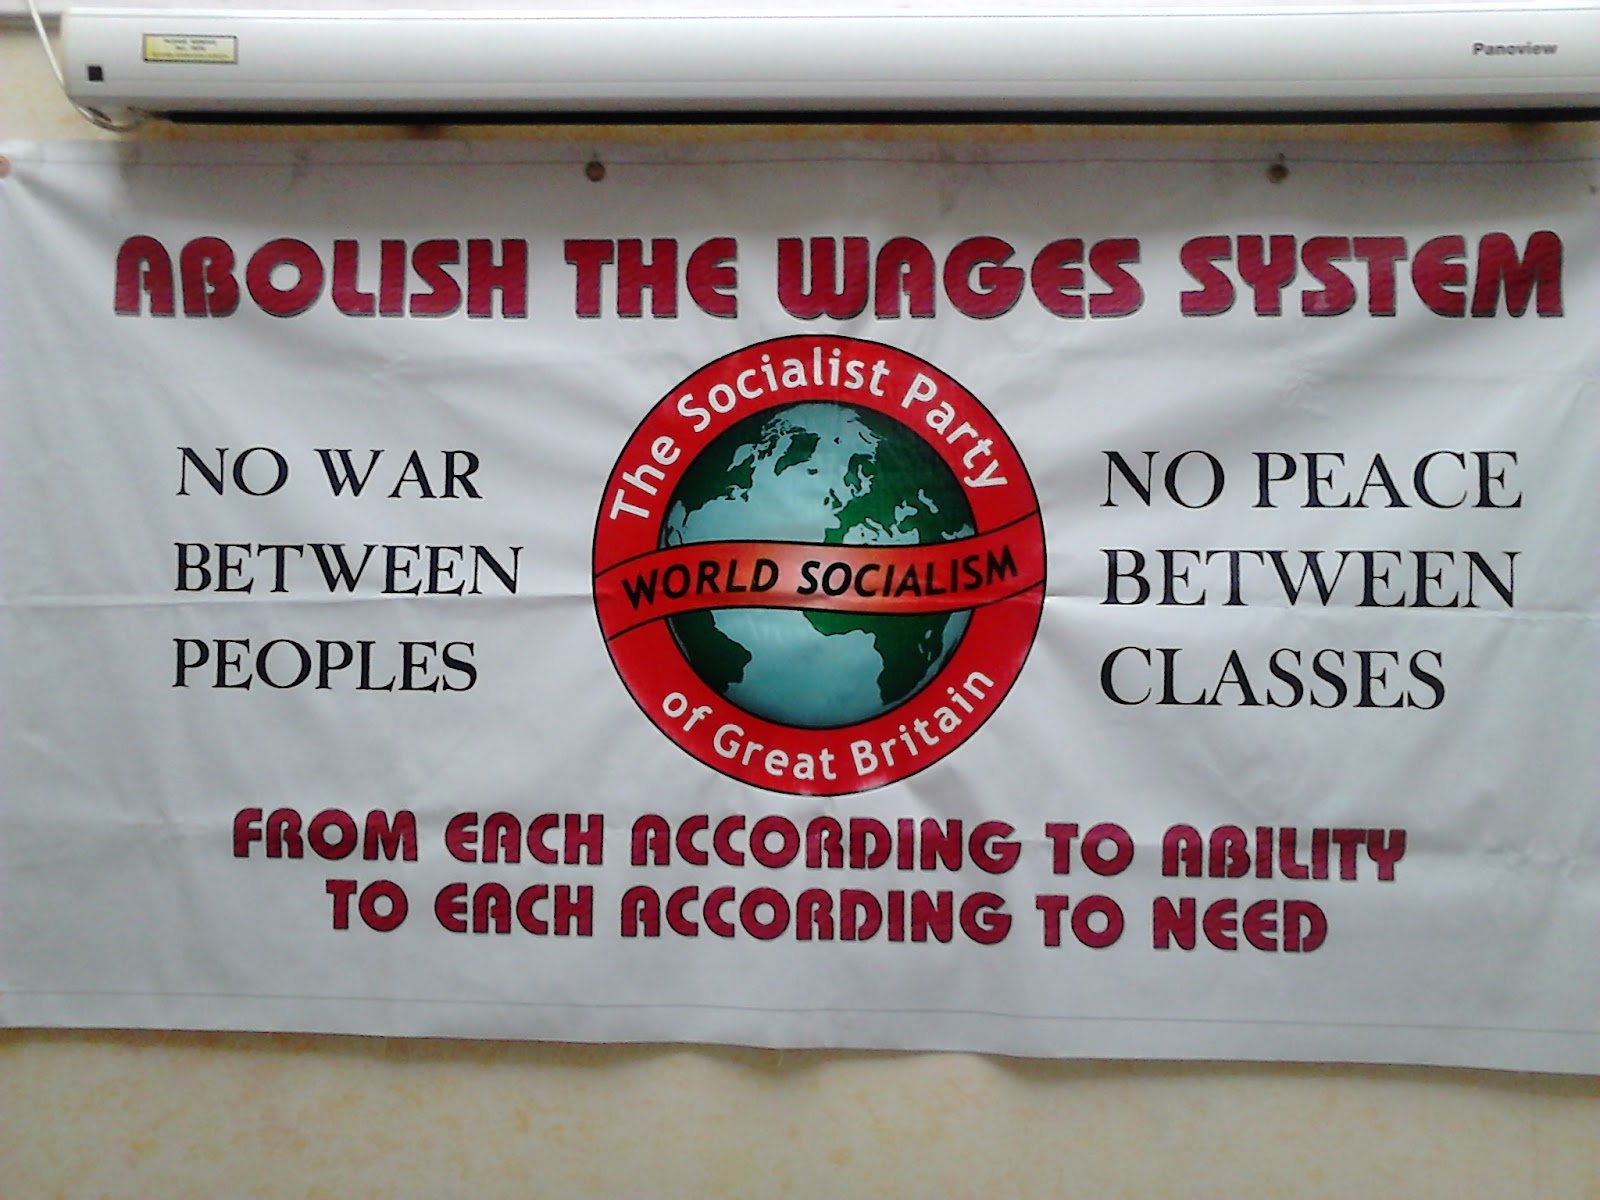 Panoview
ABOLISH THE WAGES SYSTEM
The Socialist Party
WORLD SOCIALISM
of Great Britain
NO WAR
BETWEEN
PEOPLES
NO PEACE
BETWEEN
CLASSES
FROM EACH ACCORDING TO ABILITY
TO EACH ACCORDING TO NEED